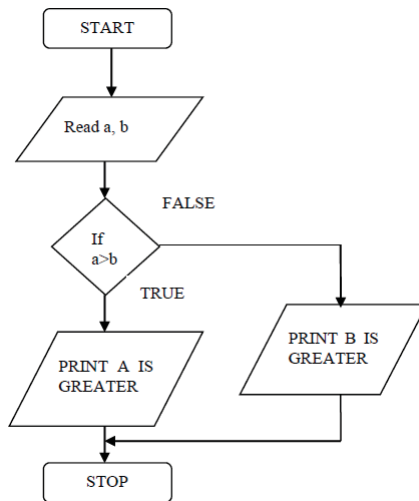 START
Read a, b
FALSE
If
a>b
TRUE
PRINT A IS
GREATER
PRINT B IS
GREATER
STOP